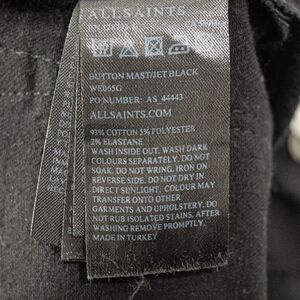 ALLSAINTS
BUTTON MAST/JET BLACK
WE065G
PO NUMBER: AS_44443
ALLSAINTS.COM
93% COTTON 5% POLYESTER
2% ELASTANE
WASH INSIDE OUT. WASH DARK
COLOURS SEPARATELY. DO NOT
SOAK. DO NOT WRING. IRON ON
REVERSE SIDE. DO NOT DRY IN
DIRECT SUNLIGHT. COLOUR MAY
TRANSFER ONTO OTHER
GARMENTS AND UPHOLSTERY. DO
NOT RUB ISOLATED STAINS. AFTER
WASHING REMOVE PROMPTLY.
MADE IN TURKEY